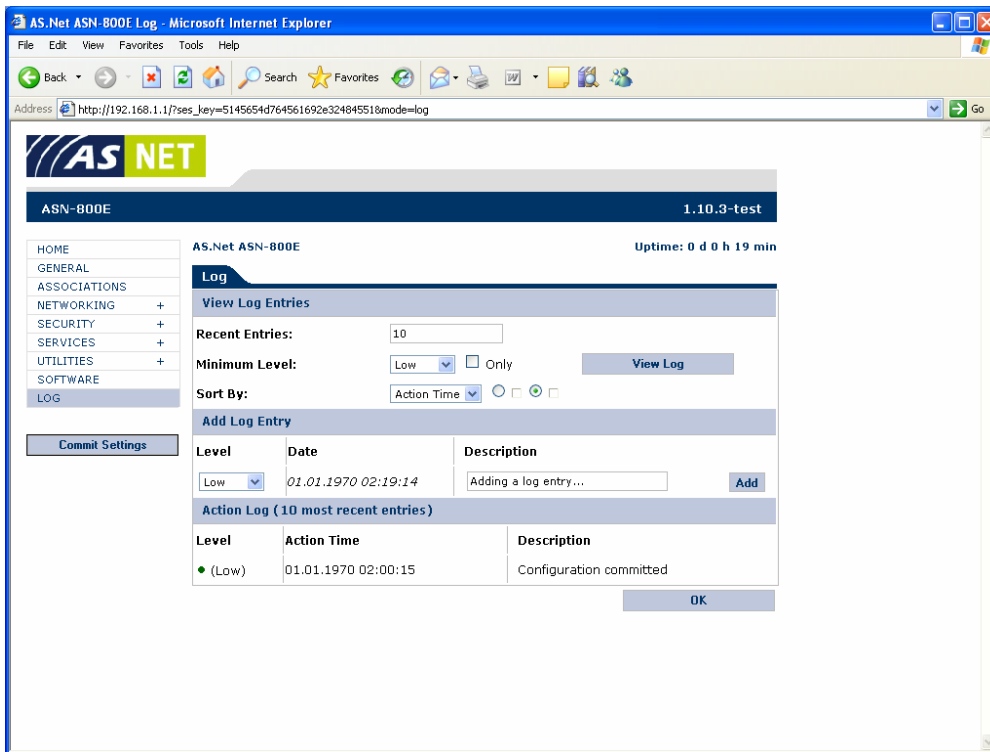 AS.Net ASN-800E Log - Microsoft Internet Explorer
File Edit View Favorites Tools Help
Back Search Favorites
Address http://192.168.1.1/?ses_key=5145654d764561692e324845518&mode=log Go
AS NET
ASN-800E 1.10.3-test
HOME
GENERAL
ASSOCIATIONS
NETWORKING +
SECURITY +
SERVICES +
UTILITIES +
SOFTWARE
LOG
Commit Settings
AS.Net ASN-800E Uptime: 0 d 0 h 19 min
Log
View Log Entries
Recent Entries: 10
Minimum Level: Low Only View Log
Sort By: Action Time
Add Log Entry
Level Date Description
Low 01.01.1970 02:19:14 Adding a log entry... Add
Action Log (10 most recent entries)
Level Action Time Description
(Low) 01.01.1970 02:00:15 Configuration committed
OK